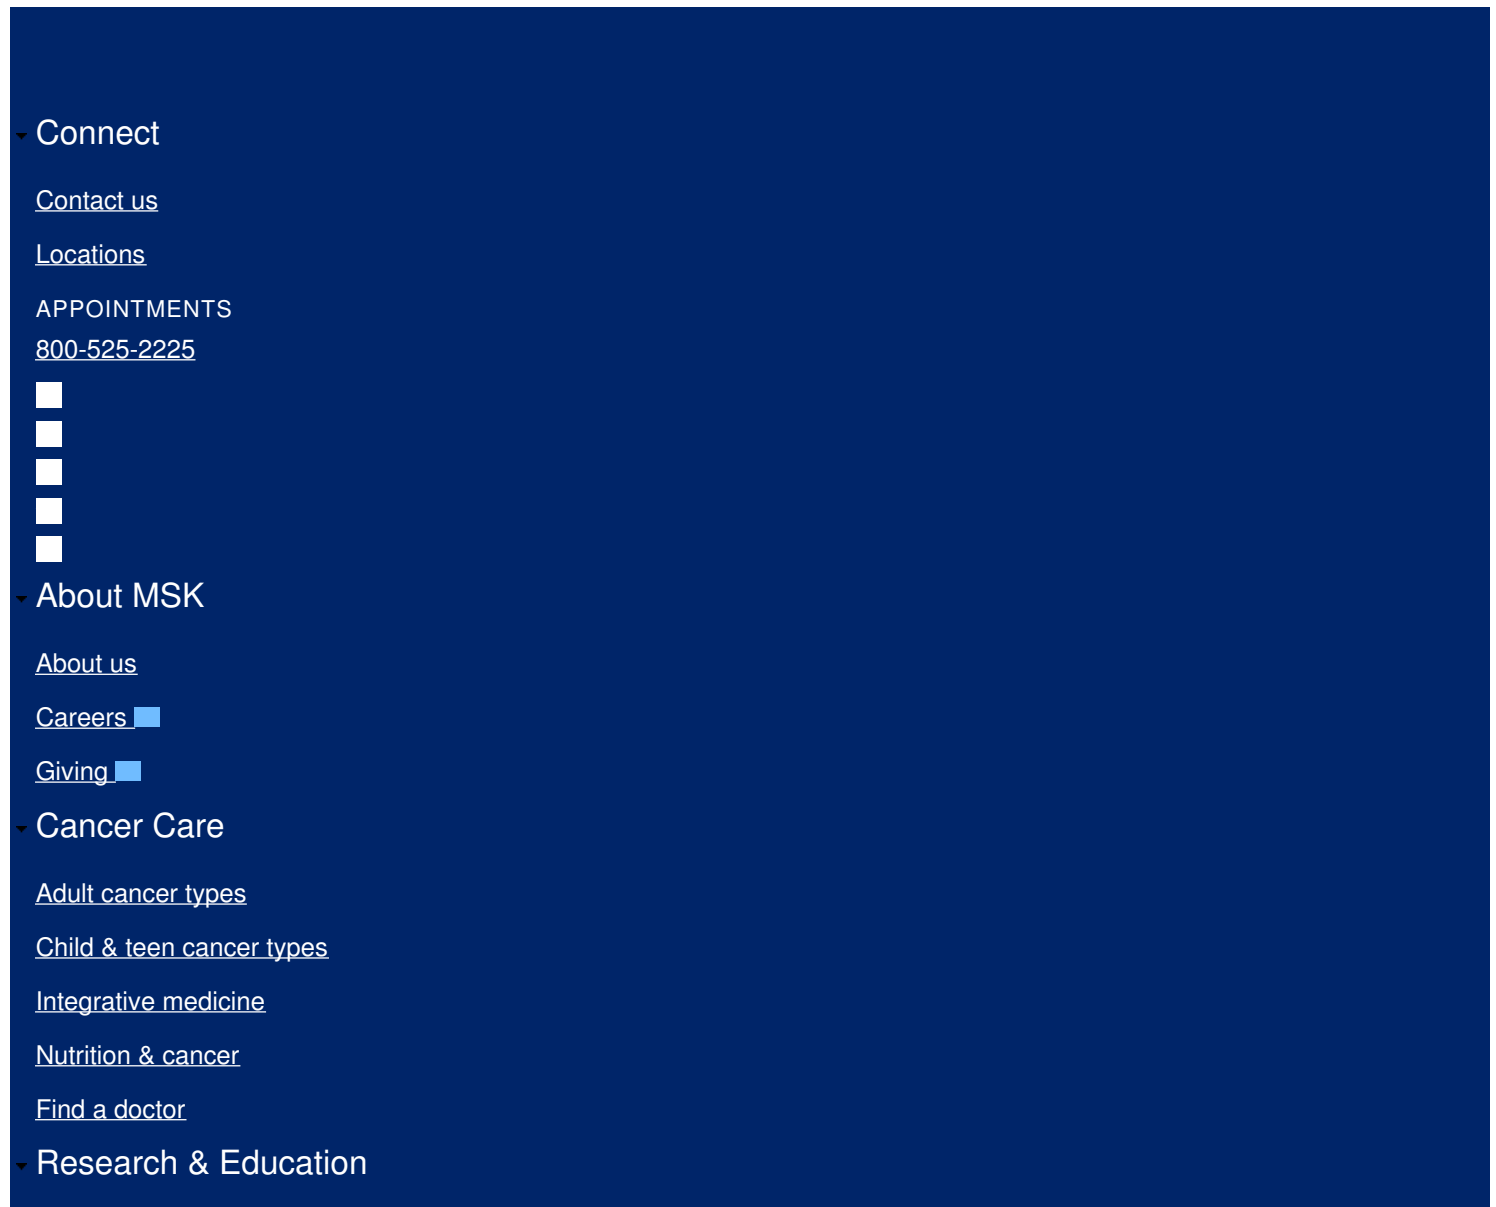 Connect
Contact us
Locations
APPOINTMENTS
800-525-2225
About MSK
About us
Careers
Giving
Cancer Care
Adult cancer types
Child & teen cancer types
Integrative medicine
Nutrition & cancer
Find a doctor
Research & Education